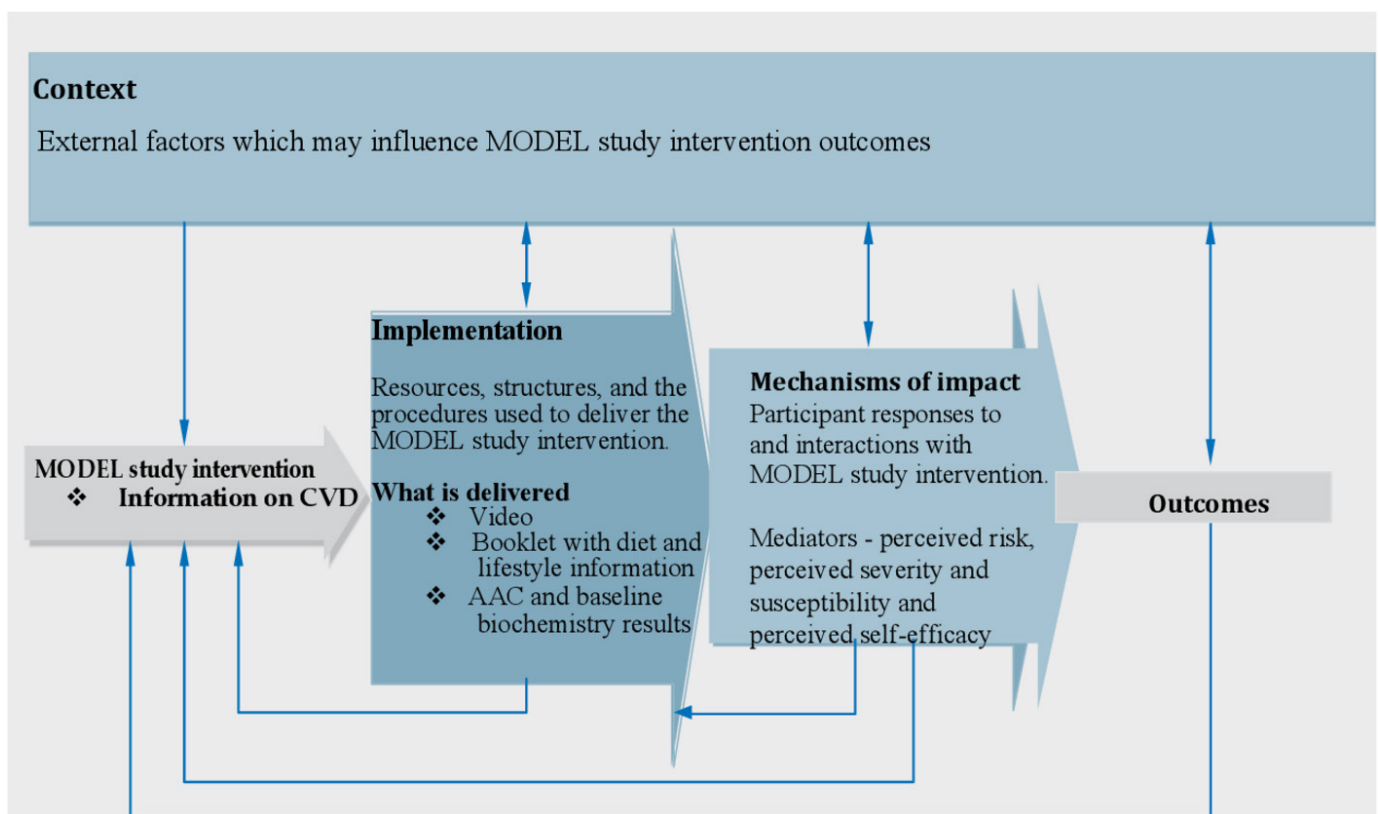 Context
External factors which may influence MODEL study intervention outcomes
MODEL study intervention
❖ Information on CVD
Implementation
Resources, structures, and the
procedures used to deliver the
MODEL study intervention.
What is delivered
❖ Video
❖ Booklet with diet and
lifestyle information
❖ AAC and baseline
biochemistry results
Mechanisms of impact
Participant responses to
and interactions with
MODEL study intervention.
Mediators - perceived risk,
perceived severity and
susceptibility and
perceived self-efficacy
Outcomes